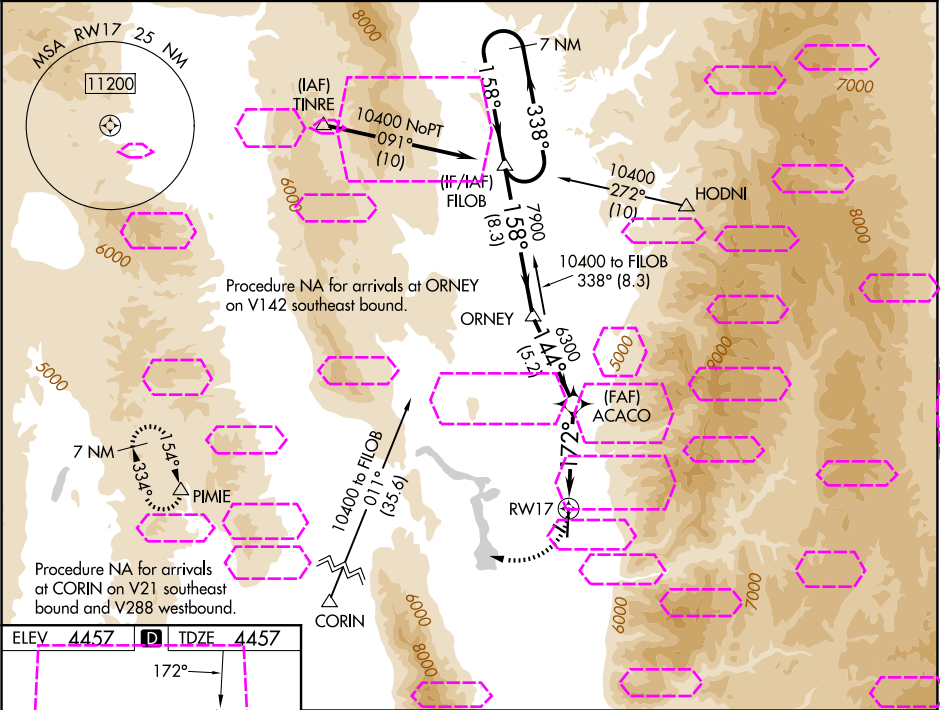 MSA RW17 25 NM
11200
8000
7 NM
158°
338°
7000
(IAF)
TINRE
10400 NoPT
091°
(10)
(IF/IAF)
FILOB
10400
272°
(10)
HODNI
6000
6000
8000
7900
158°
(8.3)
10400 to FILOB
338° (8.3)
Procedure NA for arrivals at ORNEY
on V142 southeast bound.
ORNEY
6300
144°
(5.2)
5000
9000
5000
(FAF)
ACACO
172°
7 NM
154°
334°
PIMIE
10400 to FILOB
011°
(35.6)
RW17
Procedure NA for arrivals
at CORIN on V21 southeast
bound and V288 westbound.
CORIN
6000
8000
6000
7000
ELEV 4457 D TDZE 4457
172°